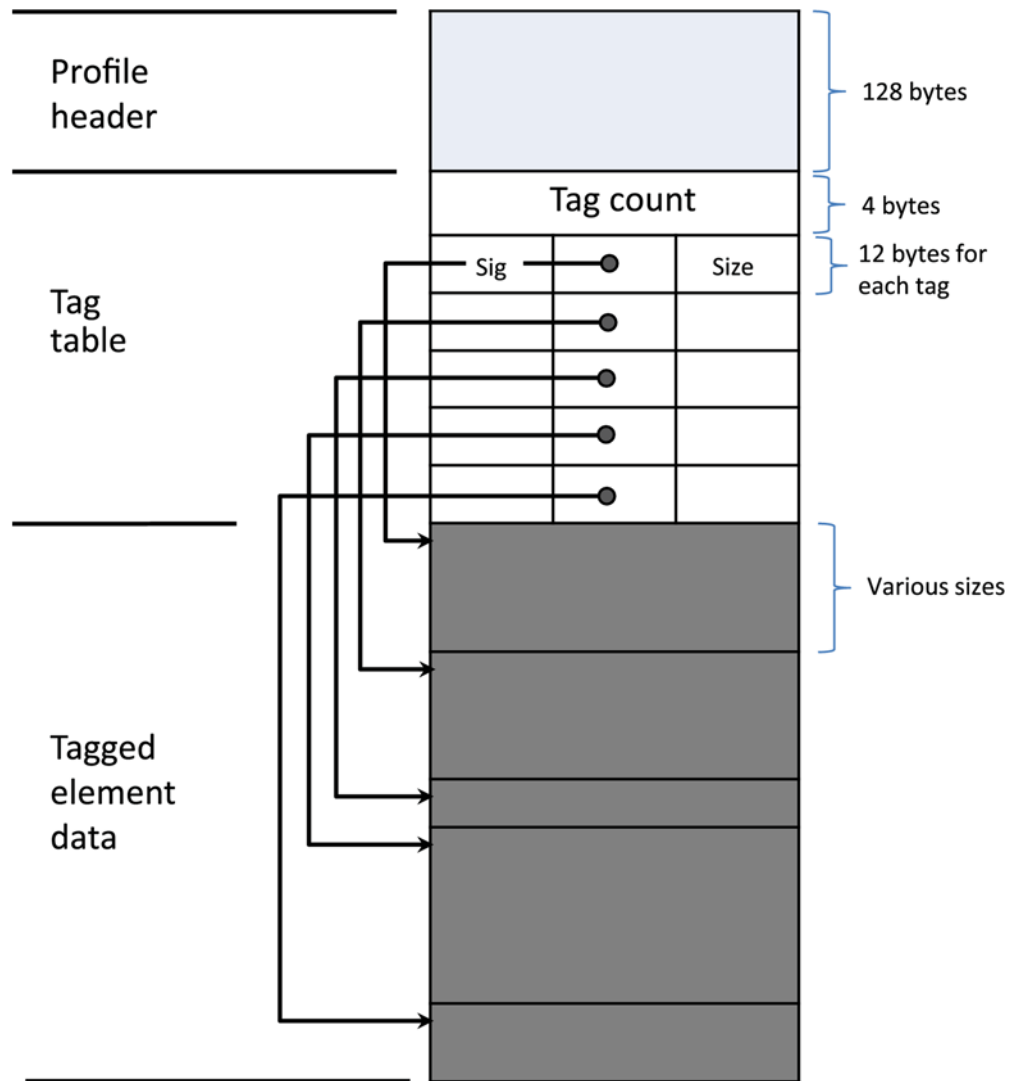 Profile
header
128 bytes
Tag count
4 bytes
Sig
Size
12 bytes for
each tag
Tag
table
Various sizes
Tagged
element
data